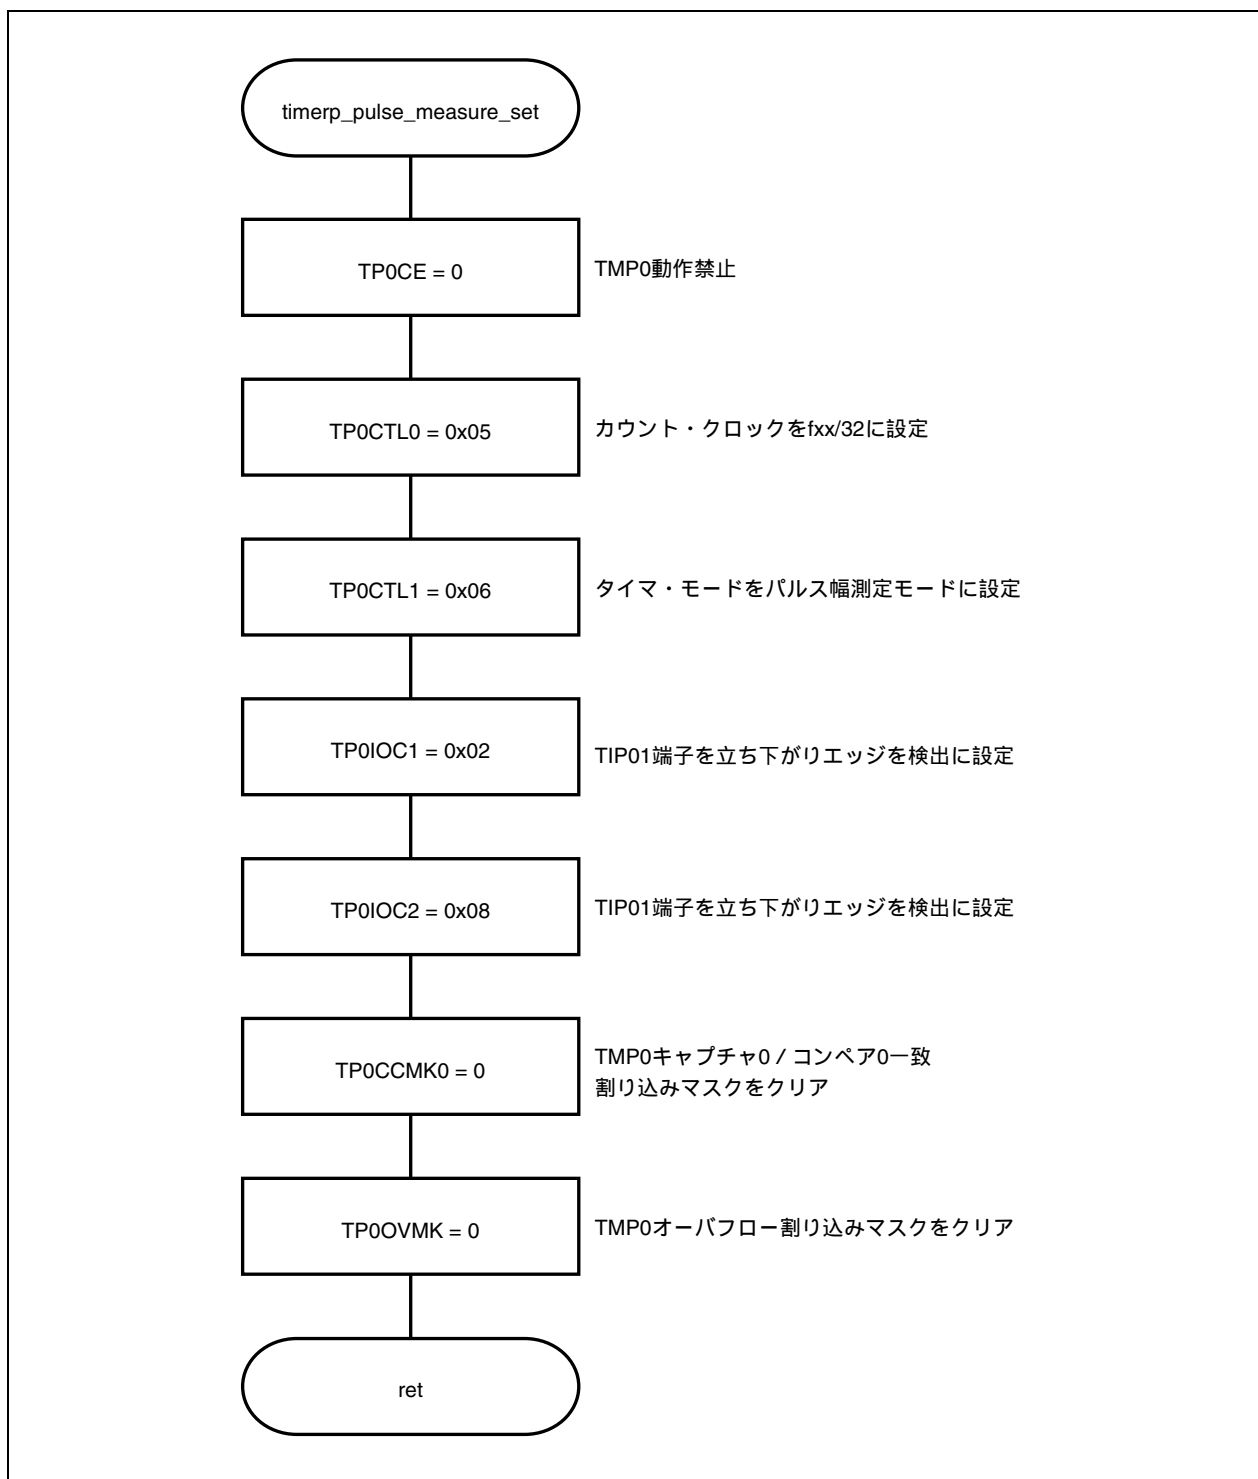 timerp_pulse_measure_set
TP0CE = 0
TMP0動作禁止
TP0CTL0 = 0x05
カウント・クロックをfxx/32に設定
TP0CTL1 = 0x06
タイマ・モードをパルス幅測定モードに設定
TP0IOC1 = 0x02
TIP01端子を立ち下がりエッジを検出に設定
TP0IOC2 = 0x08
TIP01端子を立ち下がりエッジを検出に設定
TP0CCMK0 = 0
TMP0キャプチャ0 / コンペア0一致
割り込みマスクをクリア
TP0OVMK = 0
TMP0オーバフロー割り込みマスクをクリア
ret